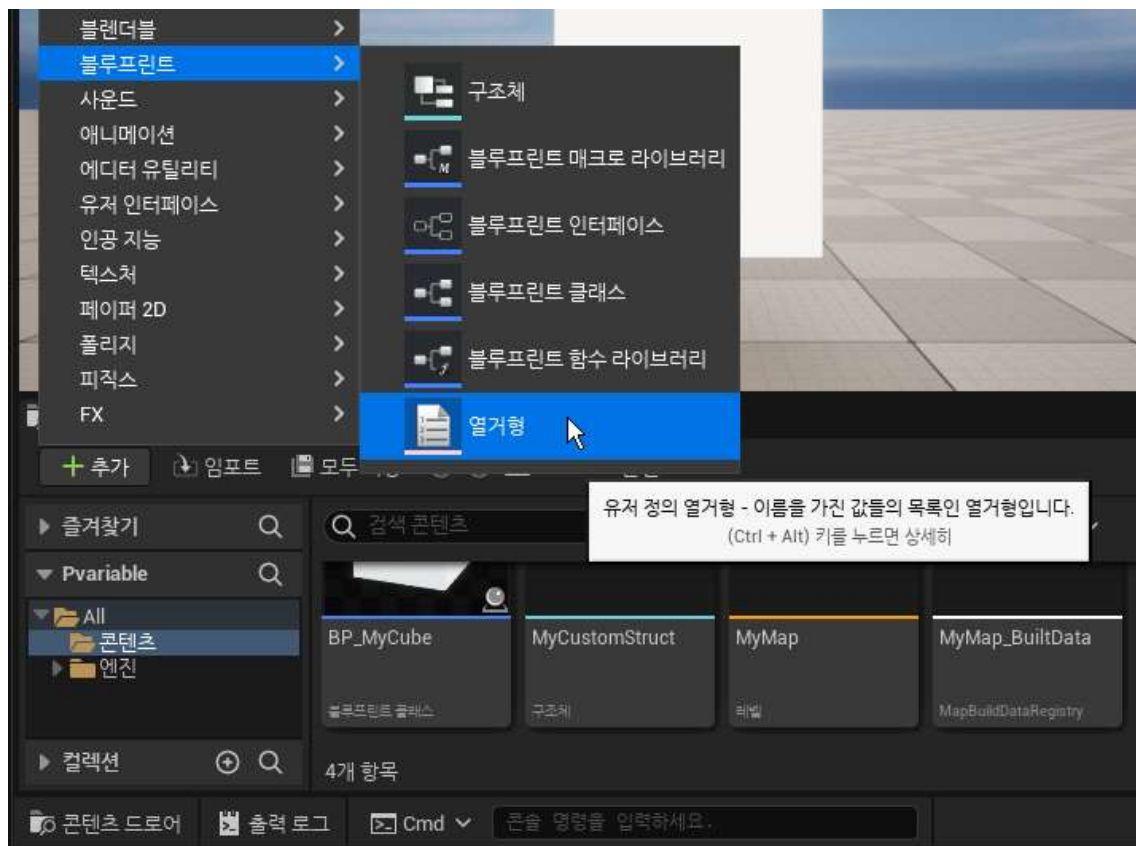 블렌더블
블루프린트
사운드
애니메이션
에디터 유틸리티
유저 인터페이스
인공 지능
텍스처
페이퍼 2D
폴리지
피직스
FX
구조체
블루프린트 매크로 라이브러리
블루프린트 인터페이스
블루프린트 클래스
블루프린트 함수 라이브러리
열거형
추가
임포트
모두
유저 정의 열거형 - 이름을 가진 값들의 목록인 열거형입니다.
(Ctrl + Alt) 키를 누르면 상세히
즐겨찾기
검색 콘텐츠
Pvariable
All
콘텐츠
엔진
BP_MyCube
블루프린트 클래스
MyCustomStruct
구조체
MyMap
레벨
MyMap_BuiltData
MapBuildDataRegistry
컬렉션
4개 항목
콘텐츠 드로어
출력 로그
Cmd
콘솔 명령을 입력하세요.